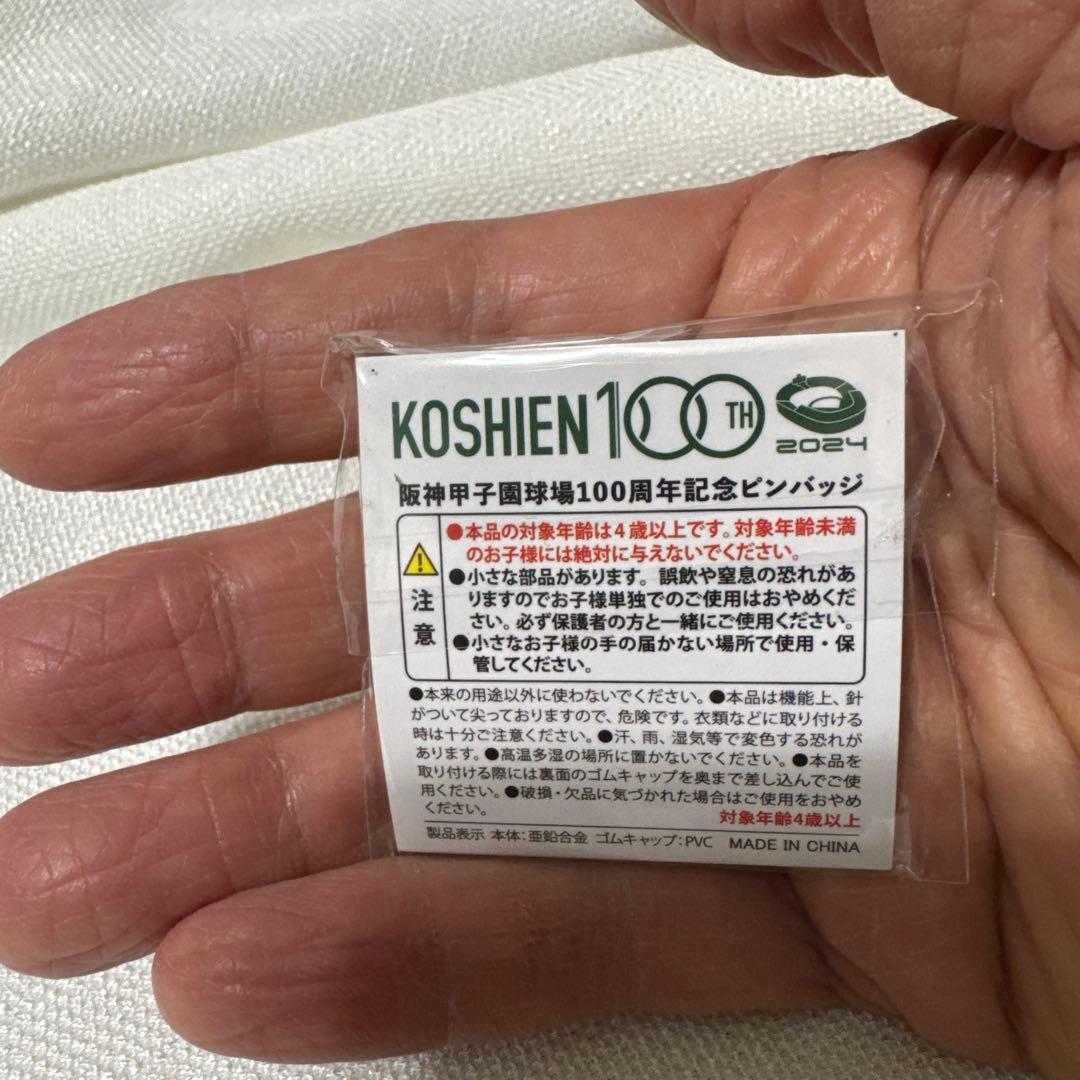 KOSHIEN 100TH
2024
阪神甲子園球場100周年記念ピンバッジ
注意
●本品の対象年齢は4歳以上です。対象年齢未満
のお子様には絶対に与えないでください。
●小さな部品があります。誤飲や窒息の恐れがあ
りますのでお子様単独でのご使用はおやめくだ
さい。必ず保護者の方と一緒にご使用ください。
●小さなお子様の手の届かない場所で使用・保
管してください。
●本来の用途以外に使わないでください。●本品は機能上、針
がついて尖っておりますので、危険です。衣類などに取り付ける
時は十分ご注意ください。●汗、雨、湿気等で変色する恐れが
あります。●高温多湿の場所に置かないでください。●本品を
取り付ける際には裏面のゴムキャップを奥まで差し込んでご使
用ください。●破損・欠品に気づかれた場合はご使用をおやめ
ください。
対象年齢4歳以上
製品表示 本体:亜鉛合金 ゴムキャップ:PVC MADE IN CHINA